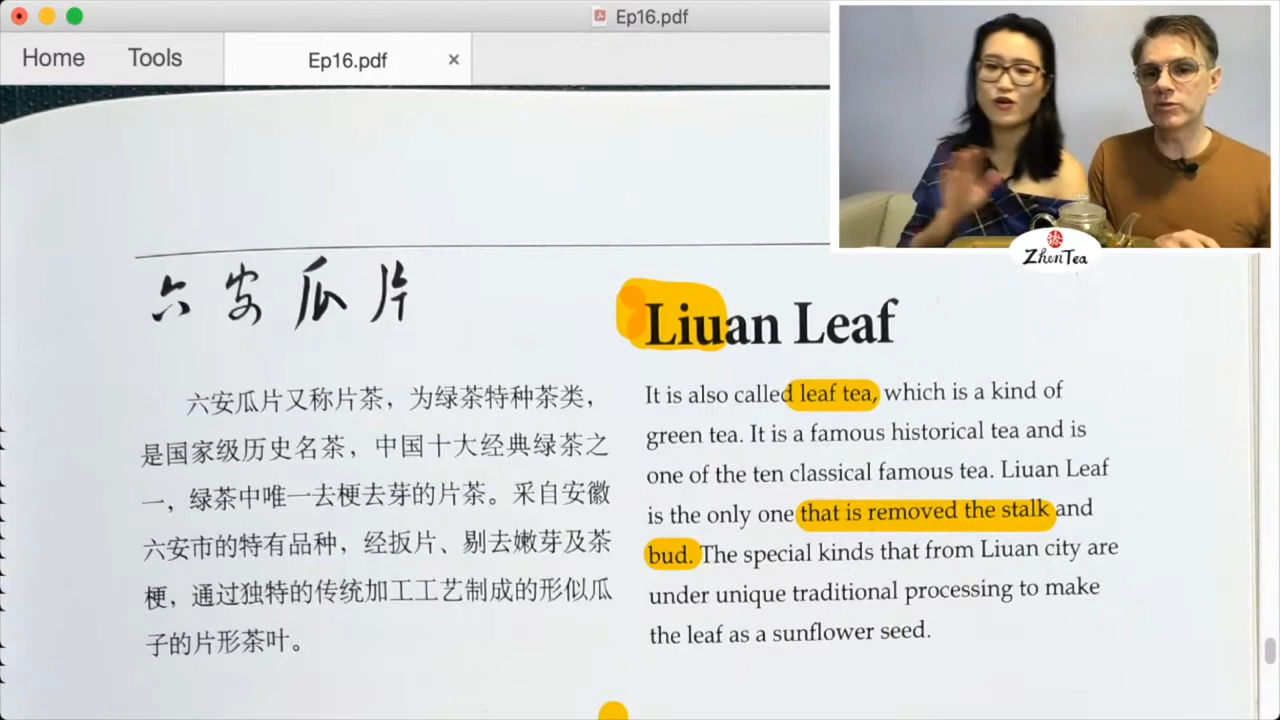 Ep16.pdf
Home
Tools
Ep16.pdf
×
Zhen Tea
六安瓜片
六安瓜片又称片茶，为绿茶特种茶类，
是国家级历史名茶，中国十大经典绿茶之
一，绿茶中唯一去梗去芽的片茶。采自安徽
六安市的特有品种，经扳片、剔去嫩芽及茶
梗，通过独特的传统加工工艺制成的形似瓜
子的片形茶叶。
Liuan Leaf
It is also called leaf tea, which is a kind of
green tea. It is a famous historical tea and is
one of the ten classical famous tea. Liuan Leaf
is the only one that is removed the stalk and
bud. The special kinds that from Liuan city are
under unique traditional processing to make
the leaf as a sunflower seed.